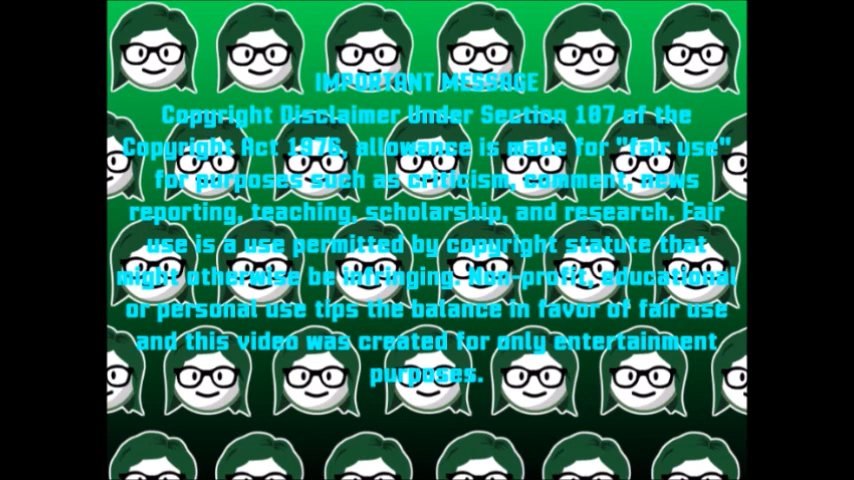 IMPORTANT MESSAGE
Copyright Disclaimer Under Section 107 of the
Copyright Act 1976, allowance is made for "fair use"
for purposes such as criticism, comment, news
reporting, teaching, scholarship, and research. Fair
use is a use permitted by copyright statute that
might otherwise be infringing. Non-profit, educational
or personal use tips the balance in favor of fair use
and this video was created for only entertainment
purposes.